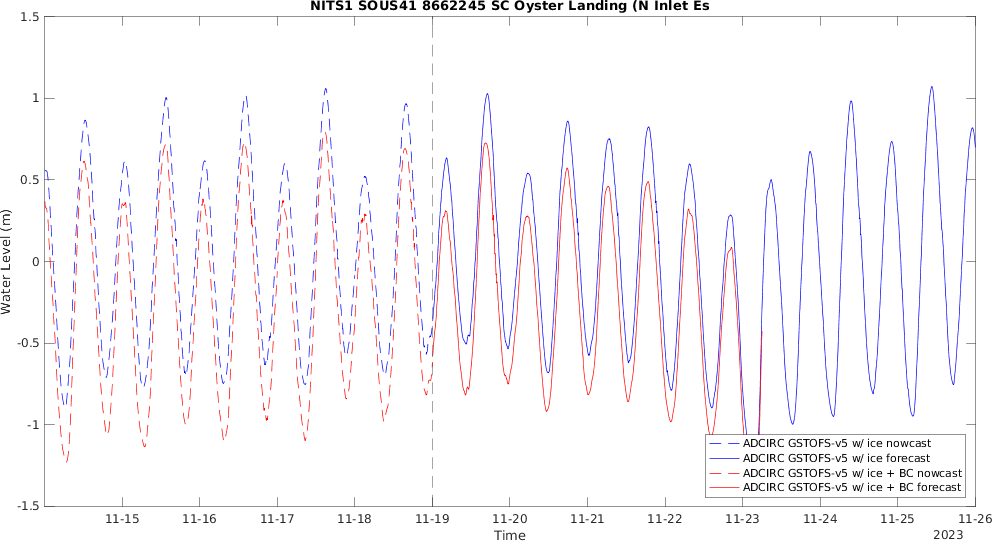 NITS1 SOUS41 8662245 SC Oyster Landing (N Inlet Es
1.5
1
0.5
0
-0.5
-1
-1.5
Water Level (m)
11-15 11-16 11-17 11-18 11-19 11-20 11-21 11-22 11-23 11-24 11-25 11-26
Time
2023
ADCIRC GSTOFS-v5 w/ ice nowcast
ADCIRC GSTOFS-v5 w/ ice forecast
ADCIRC GSTOFS-v5 w/ ice + BC nowcast
ADCIRC GSTOFS-v5 w/ ice + BC forecast